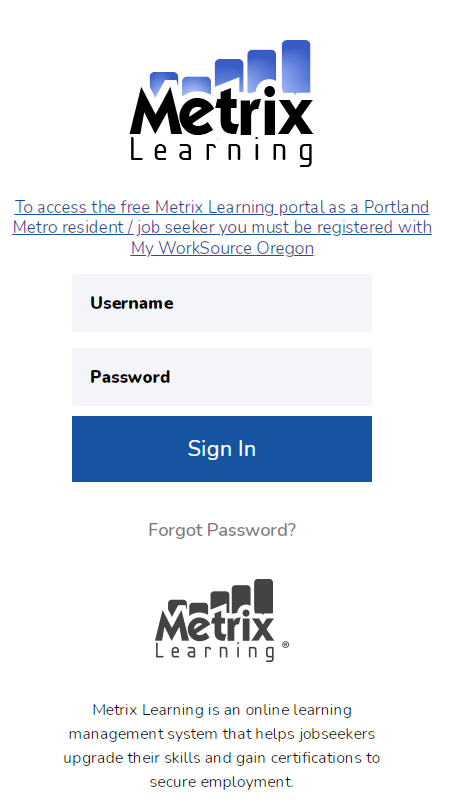 Metrix
Learning
To access the free Metrix Learning portal as a Portland
Metro resident / job seeker you must be registered with
My WorkSource Oregon
Username
Password
Sign In
Forgot Password?
Metrix
Learning ®
Metrix Learning is an online learning
management system that helps jobseekers
upgrade their skills and gain certifications to
secure employment.